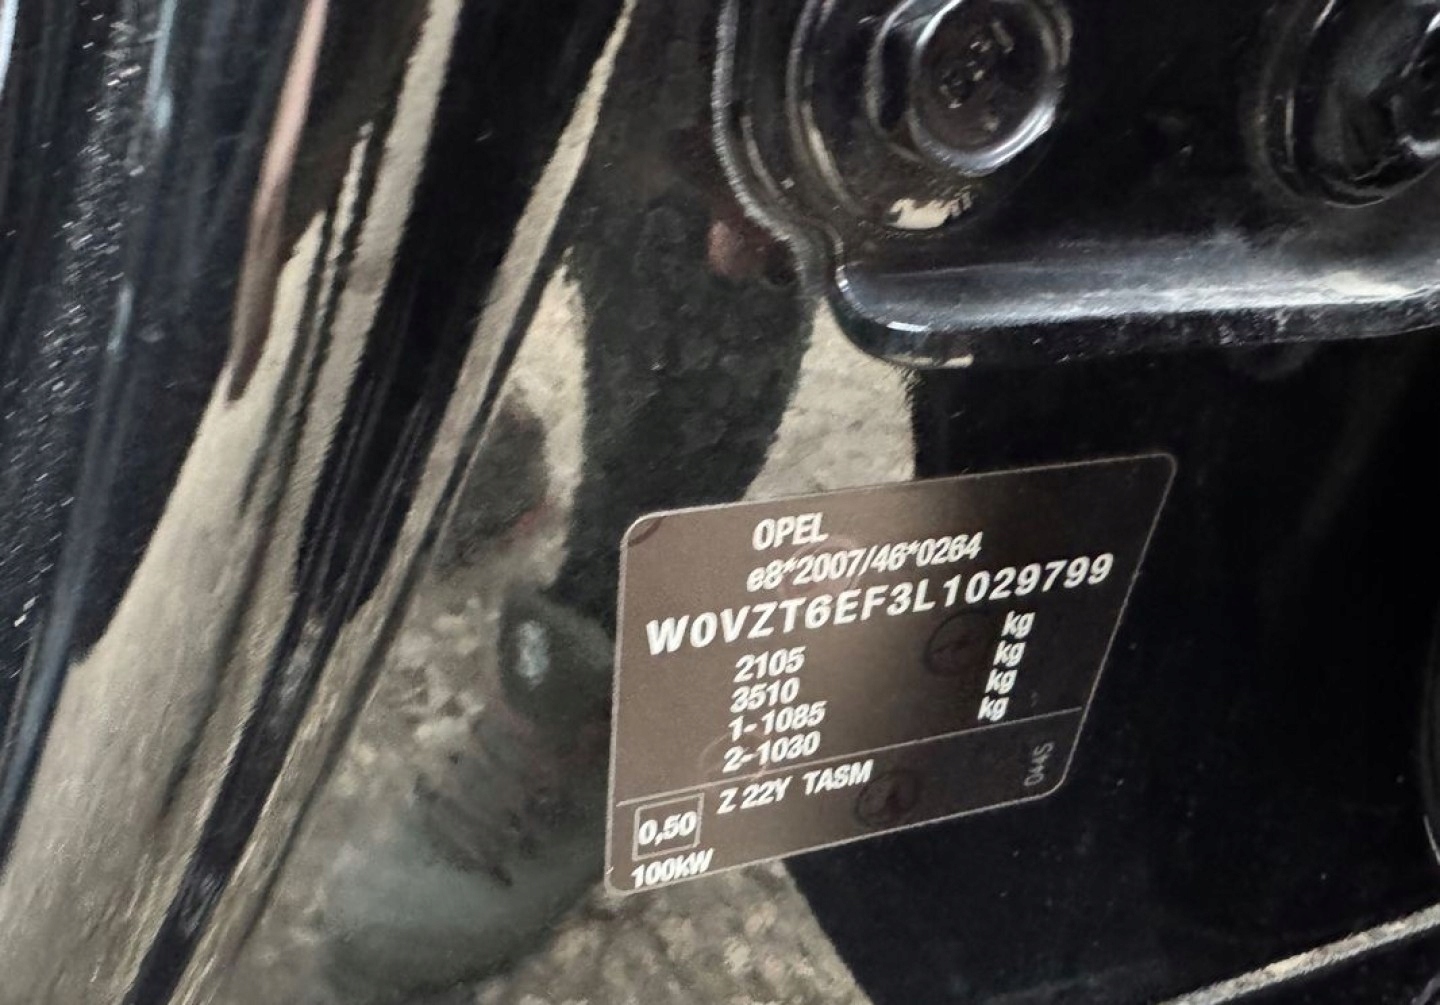 OPEL
e8*2007/46*0264
W0VZT6EF3L1029799
2105 kg
3510 kg
1-1085 kg
2-1030 kg
Z 22Y TASM
0445
0,50
100kW